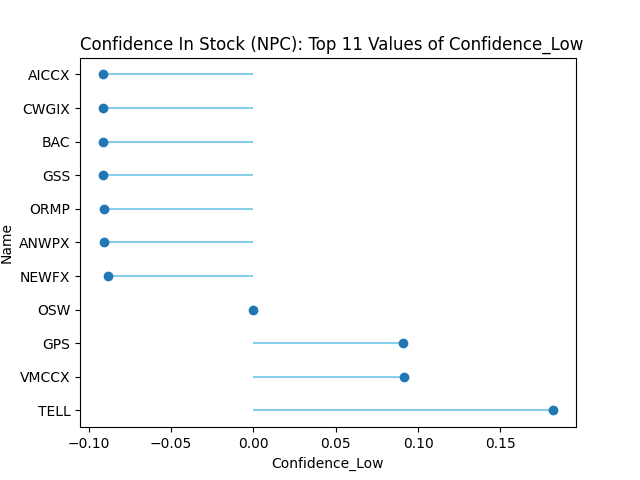 Confidence In Stock (NPC): Top 11 Values of Confidence_Low
AICCX
CWGIX
BAC
GSS
ORMP
ANWPX
NEWFX
OSW
GPS
VMCCX
TELL
Name
−0.10 −0.05 0.00 0.05 0.10 0.15
Confidence_Low